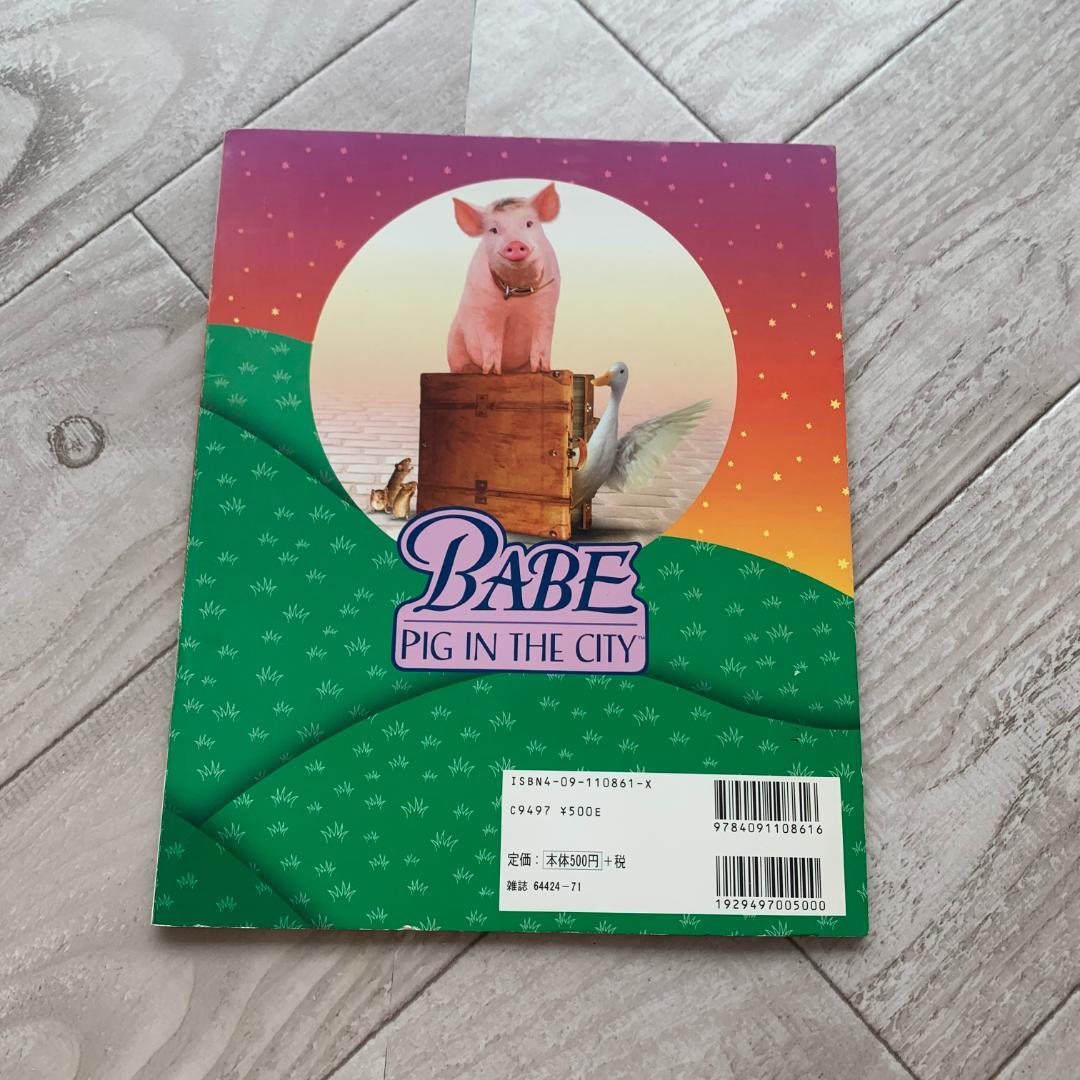 BABE
PIG IN THE CITY™
ISBN4-09-110861-X
C9497 ¥500E
9784091108616
定価：本体500円+税
雑誌 64424-71
1929497005000